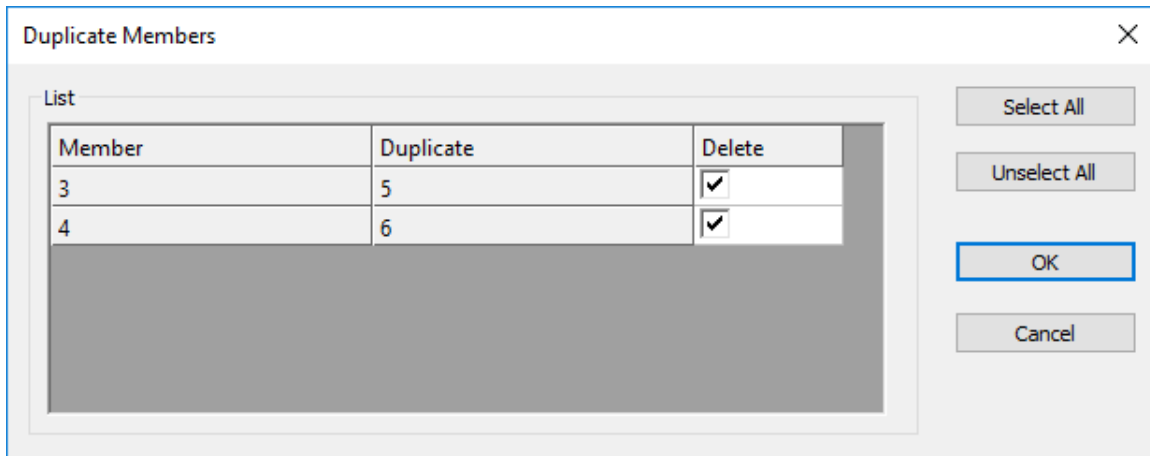 Duplicate Members
List
Member Duplicate Delete
3 5
4 6
Select All
Unselect All
OK
Cancel